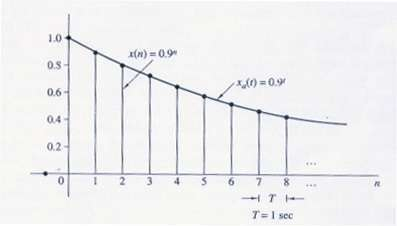 1.0
x(n) = 0.9ⁿ
0.8
xₐ(t) = 0.9ᵗ
0.6
0.4
0.2
...
0 1 2 3 4 5 6 7 8 ... n
T
T = 1 sec